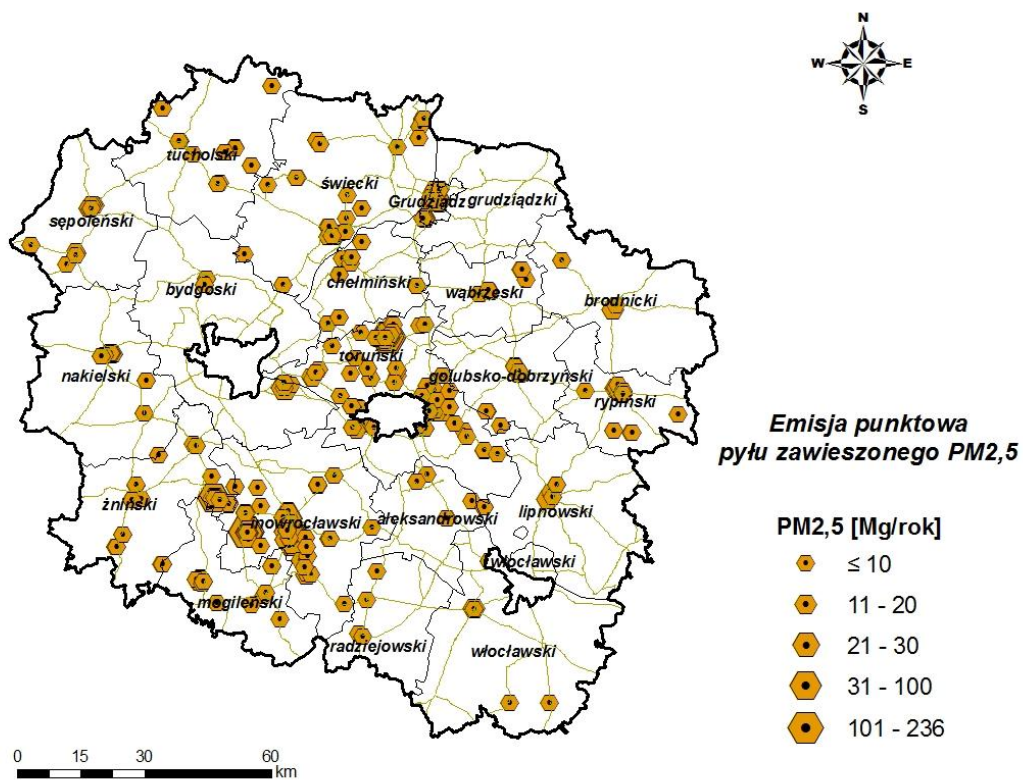 N
W E
S
tucholski
świecki
Grudziądz grudziądzki
sępoleński
bydgoski
chełmiński
wąbrzeski
brodnicki
toruński
nakielski
golubsko-dobrzyński
rypiński
Emisja punktowa
pyłu zawieszonego PM2,5
żniński
inowrocławski
aleksandrowski
lipnowski
PM2,5 [Mg/rok]
włocławski
≤ 10
mogileński
11 - 20
radziejowski
włocławski
21 - 30
31 - 100
101 - 236
0 15 30 60
km